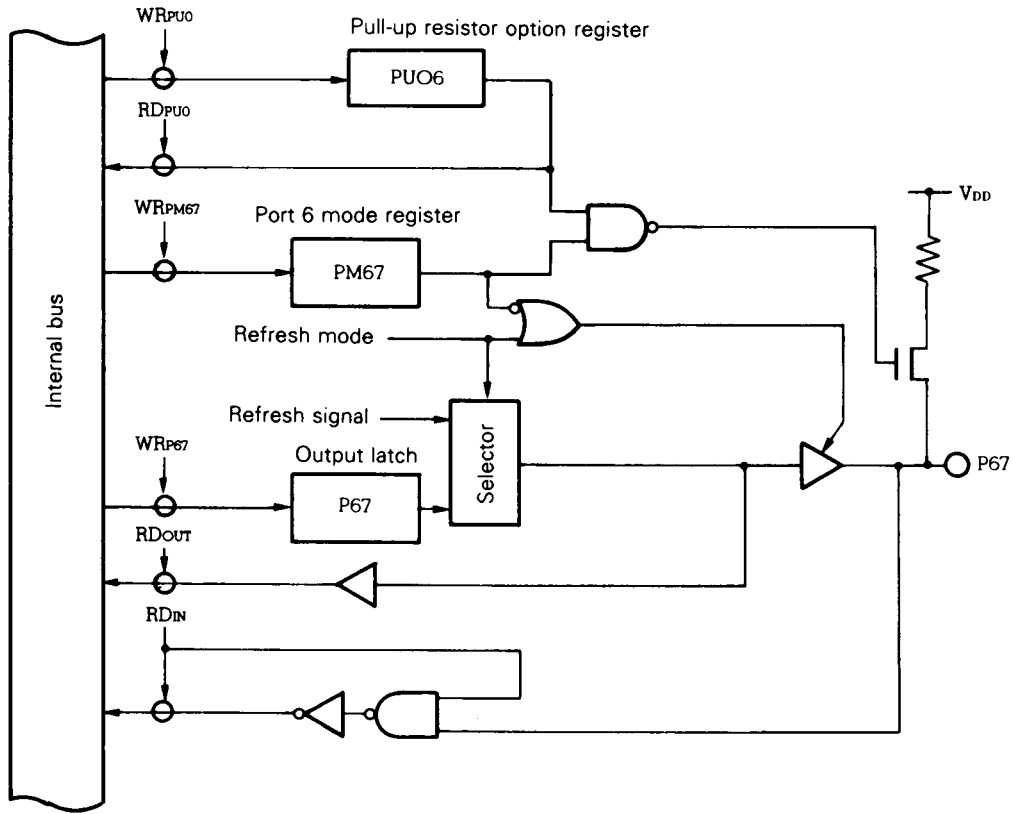 WRPUO
Pull-up resistor option register
PUO6
RDPUO
WRPM67
Port 6 mode register
VDD
PM67
Refresh mode
Internal bus
Refresh signal
Selector
WRP67
Output latch
P67
P67
RDOUT
RDIN